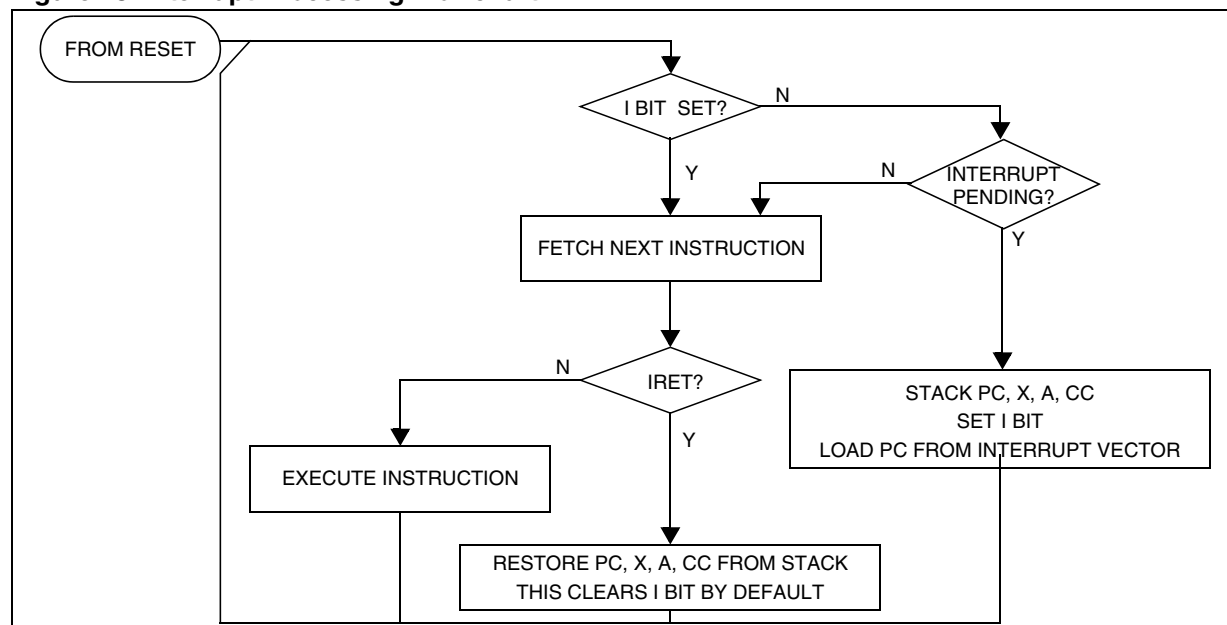 FROM RESET
I BIT SET?
N
Y
N
INTERRUPT
PENDING?
Y
FETCH NEXT INSTRUCTION
N
IRET?
Y
STACK PC, X, A, CC
SET I BIT
LOAD PC FROM INTERRUPT VECTOR
EXECUTE INSTRUCTION
RESTORE PC, X, A, CC FROM STACK
THIS CLEARS I BIT BY DEFAULT